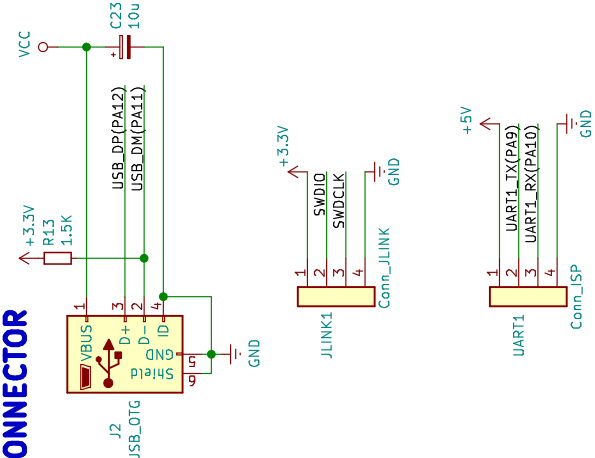 VCC
C23
10u
+
USB_DP(PA12)
USB_DM(PA11)
+3.3V
R13
1.5K
1
3
2
4
VBUS
D+
D-
ID
GND
5
Shield
6
GND
J2
USB_OTG
ONNECTOR
+3.3V
SWDIO
SWDCLK
GND
1
2
3
4
Conn_JLINK
JLINK1
+5V
UART1_TX(PA9)
UART1_RX(PA10)
GND
1
2
3
4
Conn_ISP
UART1